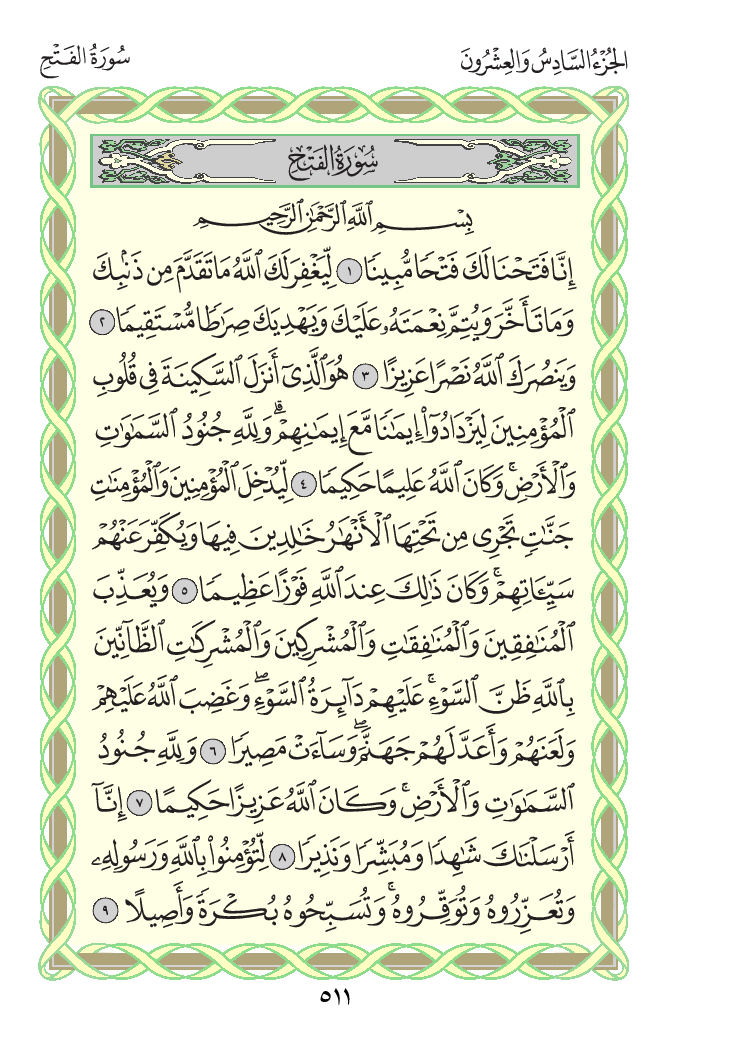 الجُزْءُ السَّادِسُ وَالعِشْرُونَ
سُورَةُ الفَتْحِ
سُورَةُ الفَتْحِ
بِسْمِ ٱللَّهِ ٱلرَّحْمَٰنِ ٱلرَّحِيمِ
إِنَّا فَتَحْنَا لَكَ فَتْحًا مُّبِينًا ١ لِّيَغْفِرَ لَكَ ٱللَّهُ مَا تَقَدَّمَ مِن ذَنۢبِكَ
وَمَا تَأَخَّرَ وَيُتِمَّ نِعْمَتَهُۥ عَلَيْكَ وَيَهْدِيَكَ صِرَٰطًا مُّسْتَقِيمًا ٢
وَيَنصُرَكَ ٱللَّهُ نَصْرًا عَزِيزًا ٣ هُوَ ٱلَّذِىٓ أَنزَلَ ٱلسَّكِينَةَ فِى قُلُوبِ
ٱلْمُؤْمِنِينَ لِيَزْدَادُوٓا۟ إِيمَٰنًا مَّعَ إِيمَٰنِهِمْ ۗ وَلِلَّهِ جُنُودُ ٱلسَّمَٰوَٰتِ
وَٱلْأَرْضِ ۚ وَكَانَ ٱللَّهُ عَلِيمًا حَكِيمًا ٤ لِّيُدْخِلَ ٱلْمُؤْمِنِينَ وَٱلْمُؤْمِنَٰتِ
جَنَّٰتٍ تَجْرِى مِن تَحْتِهَا ٱلْأَنْهَٰرُ خَٰلِدِينَ فِيهَا وَيُكَفِّرَ عَنْهُمْ
سَيِّـَٔاتِهِمْ ۚ وَكَانَ ذَٰلِكَ عِندَ ٱللَّهِ فَوْزًا عَظِيمًا ٥ وَيُعَذِّبَ
ٱلْمُنَٰفِقِينَ وَٱلْمُنَٰفِقَٰتِ وَٱلْمُشْرِكِينَ وَٱلْمُشْرِكَٰتِ ٱلظَّآنِّينَ
بِٱللَّهِ ظَنَّ ٱلسَّوْءِ ۚ عَلَيْهِمْ دَآئِرَةُ ٱلسَّوْءِ ۖ وَغَضِبَ ٱللَّهُ عَلَيْهِمْ
وَلَعَنَهُمْ وَأَعَدَّ لَهُمْ جَهَنَّمَ ۖ وَسَآءَتْ مَصِيرًا ٦ وَلِلَّهِ جُنُودُ
ٱلسَّمَٰوَٰتِ وَٱلْأَرْضِ ۚ وَكَانَ ٱللَّهُ عَزِيزًا حَكِيمًا ٧ إِنَّآ
أَرْسَلْنَٰكَ شَٰهِدًا وَمُبَشِّرًا وَنَذِيرًا ٨ لِّتُؤْمِنُوا۟ بِٱللَّهِ وَرَسُولِهِۦ
وَتُعَزِّرُوهُ وَتُوَقِّرُوهُ ۚ وَتُسَبِّحُوهُ بُكْرَةً وَأَصِيلًا ٩
٥١١